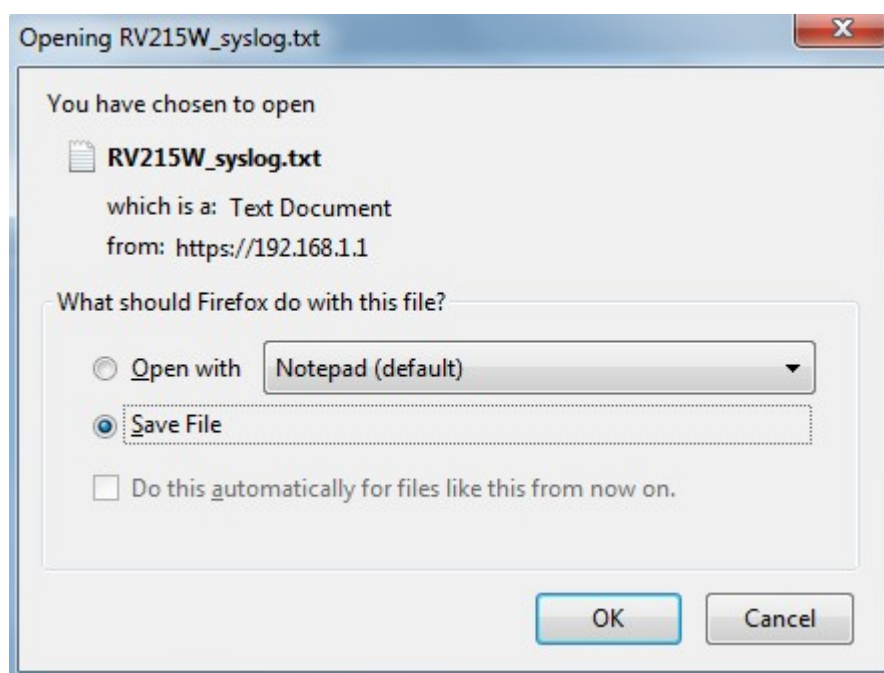 Opening RV215W_syslog.txt
You have chosen to open
RV215W_syslog.txt
which is a: Text Document
from: https://192.168.1.1
What should Firefox do with this file?
Open with Notepad (default)
Save File
Do this automatically for files like this from now on.
OK Cancel